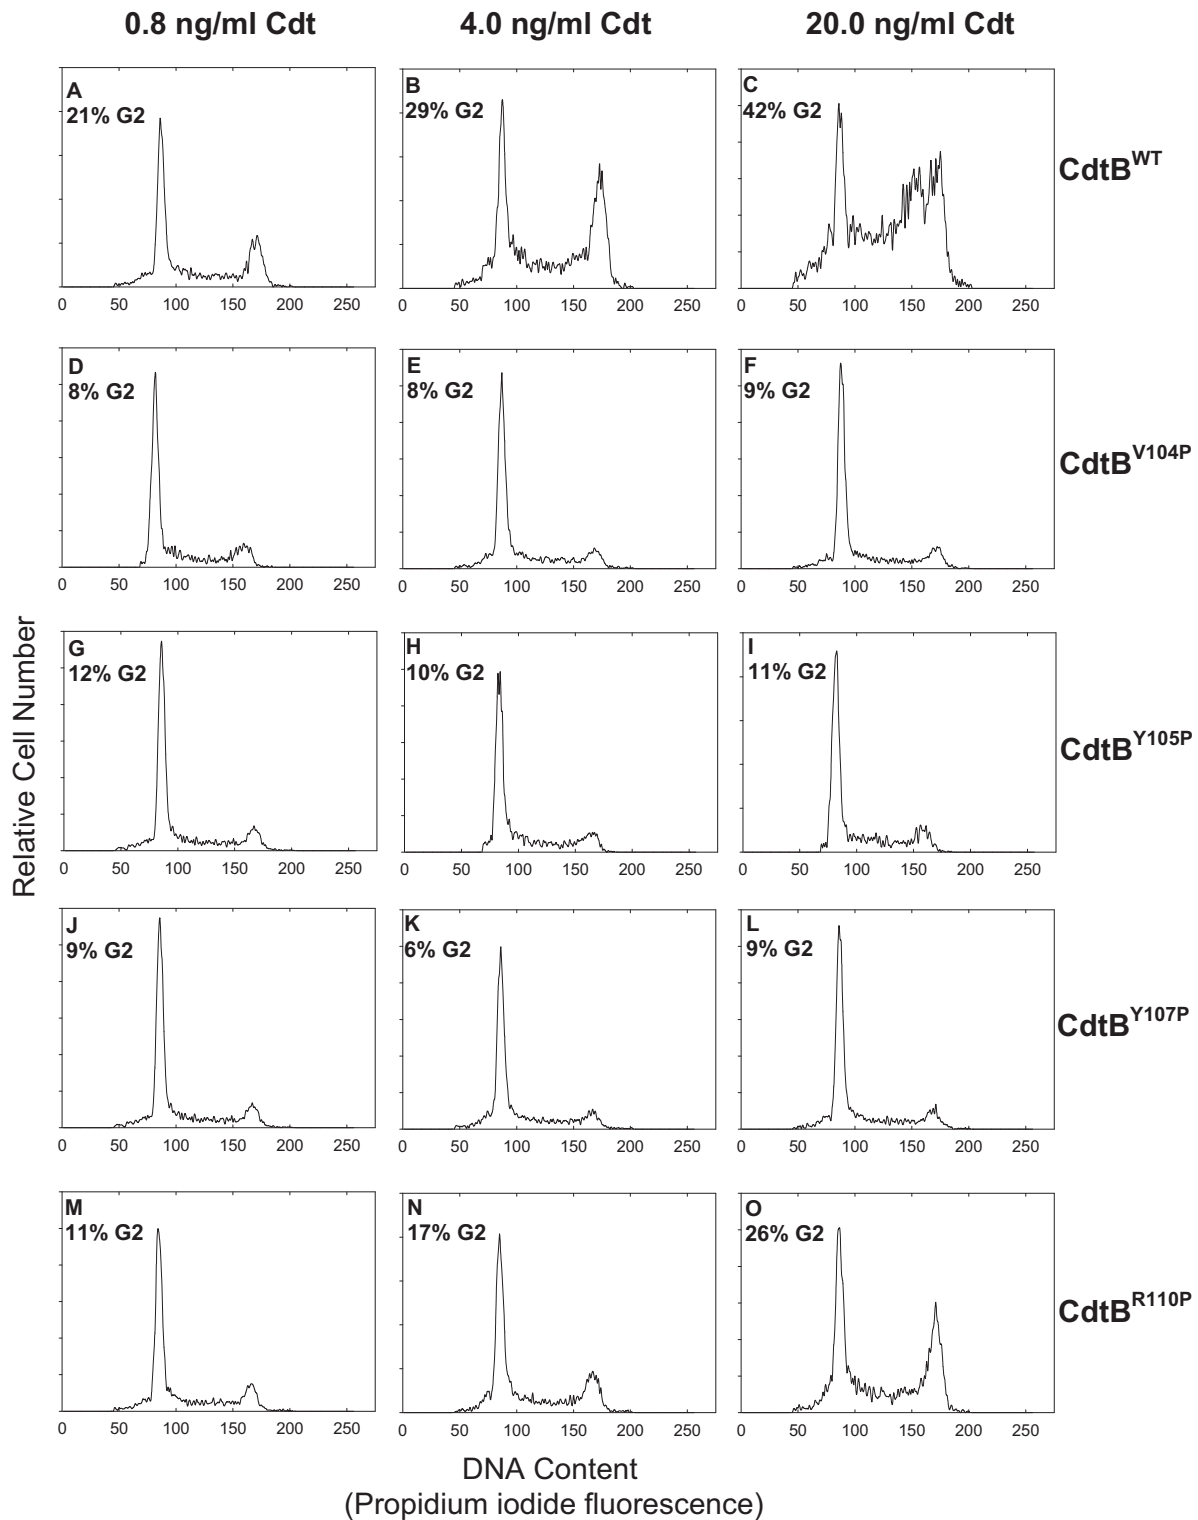 0.8 ng/ml Cdt 4.0 ng/ml Cdt 20.0 ng/ml Cdt
A
21% G2
B
29% G2
C
42% G2
CdtB^WT
0 50 100 150 200 250
0 50 100 150 200 250
0 50 100 150 200 250
D
8% G2
E
8% G2
F
9% G2
CdtB^V104P
0 50 100 150 200 250
0 50 100 150 200 250
0 50 100 150 200 250
G
12% G2
H
10% G2
I
11% G2
CdtB^Y105P
0 50 100 150 200 250
0 50 100 150 200 250
0 50 100 150 200 250
J
9% G2
K
6% G2
L
9% G2
CdtB^Y107P
0 50 100 150 200 250
0 50 100 150 200 250
0 50 100 150 200 250
M
11% G2
N
17% G2
O
26% G2
CdtB^R110P
0 50 100 150 200 250
0 50 100 150 200 250
0 50 100 150 200 250
Relative Cell Number
DNA Content
(Propidium iodide fluorescence)